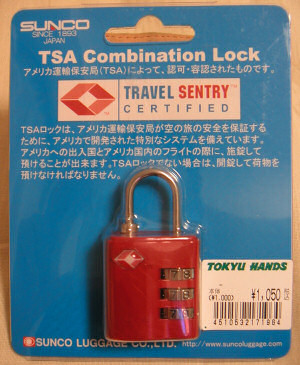 SUNCO
SINCE 1893
JAPAN
TSA Combination Lock
アメリカ運輸保安局(TSA)によって、認可・容認されたものです。
TRAVEL SENTRY
CERTIFIED
TSAロックは、アメリカ運輸保安局が空の旅の安全を保証する
ために、アメリカで開発された特別なシステムを備えています。
アメリカへの出入国とアメリカ国内のフライトの際に、施錠して
預けることが出来ます。TSAロックでない場合は、開錠して荷物を
預けなければなりません。
TOKYU HANDS
本体
(¥1,000)
¥1,050
税込
4510532171984
SUNCO LUGGAGE CO.,LTD.
http://www.suncoluggage.com